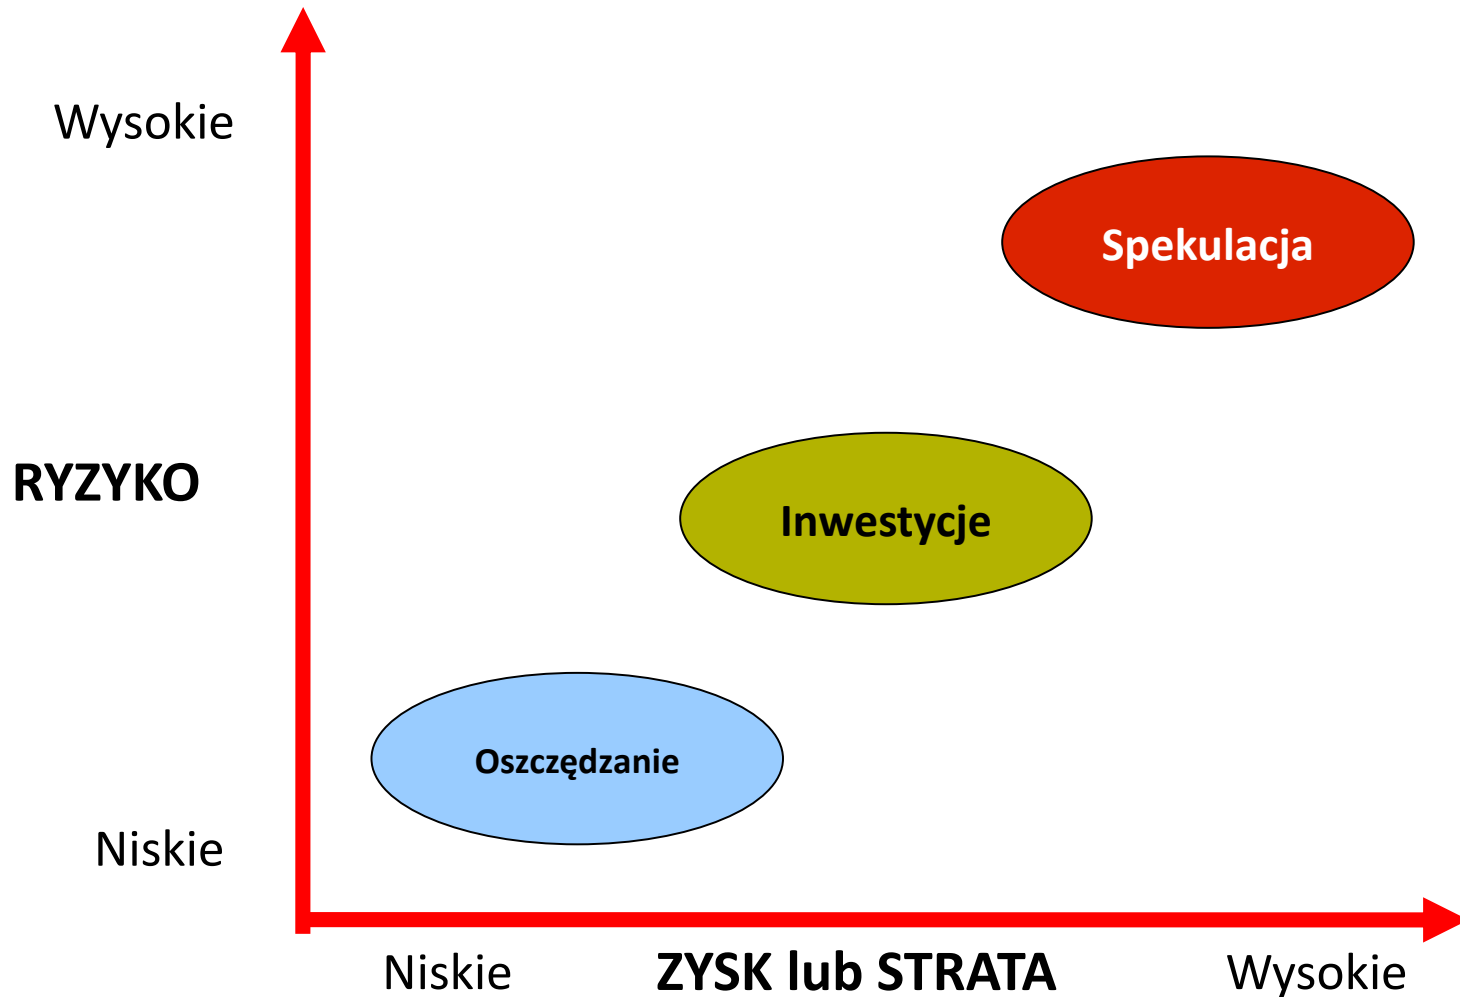 Wysokie
Spekulacja
RYZYKO
Inwestycje
Oszczędzanie
Niskie
Niskie
ZYSK lub STRATA
Wysokie